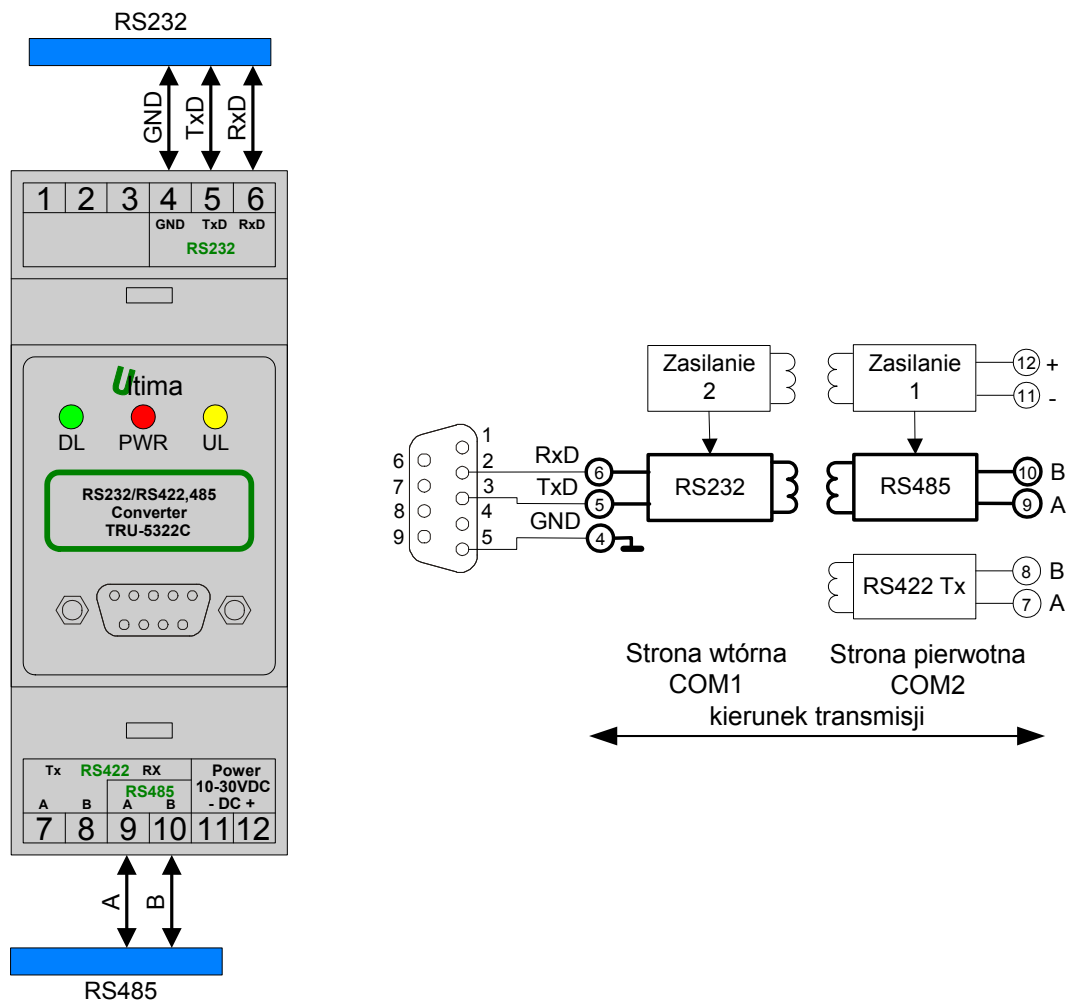 RS232
GND
TxD
RxD
1 2 3 4 5 6
GND TxD RxD
RS232
Ultima
DL PWR UL
RS232/RS422,485
Converter
TRU-5322C
Tx RS422 RX
RS485
A B A B
Power
10-30VDC
- DC +
7 8 9 10 11 12
A
B
RS485
Zasilanie
2
Zasilanie
1
12 +
11 -
1
2
3
4
5
6
7
8
9
RxD
TxD
GND
6
5
4
RS232
RS485
10 B
9 A
RS422 Tx
8 B
7 A
Strona wtórna
COM1
Strona pierwotna
COM2
kierunek transmisji